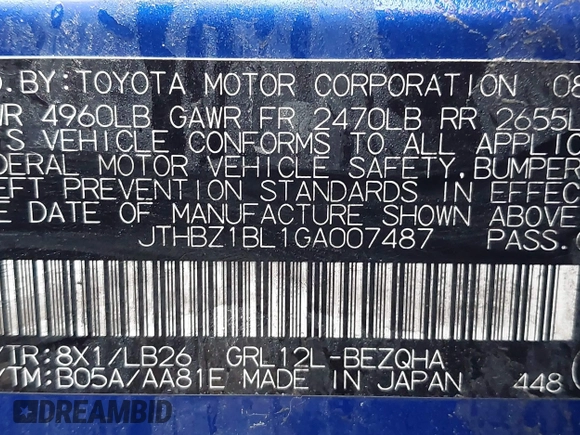 D.BY:TOYOTA MOTOR CORPORATION 08
WR 4960LB GAWR FR 2470LB RR 2655L
S VEHICLE CONFORMS TO ALL APPLIC
DERAL MOTOR VEHICLE SAFETY.BUMPER
EFT PREVENTION STANDARDS IN EFFEC
DATE OF MANUFACTURE SHOWN ABOVE
JTHBZ1BL1GA007487 PASS.
/TR:8X1/LB26 GRL12L-BEZQHA
/TM:B05A/AA81E MADE IN JAPAN 448
DREAMBID